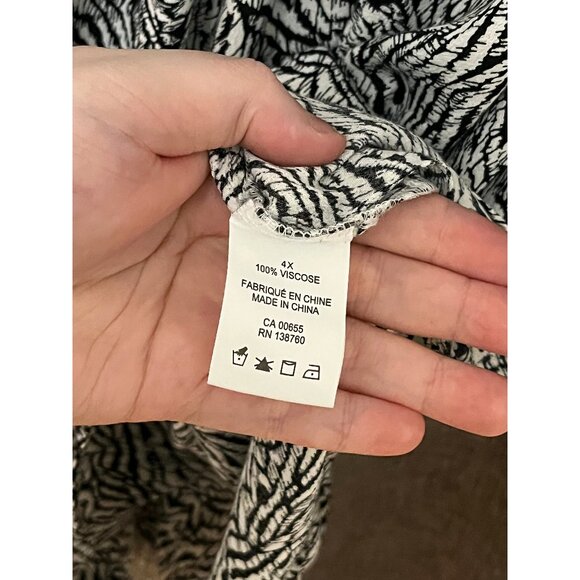 4X
100% VISCOSE
FABRIQUÉ EN CHINE
MADE IN CHINA
CA 00655
RN 138760